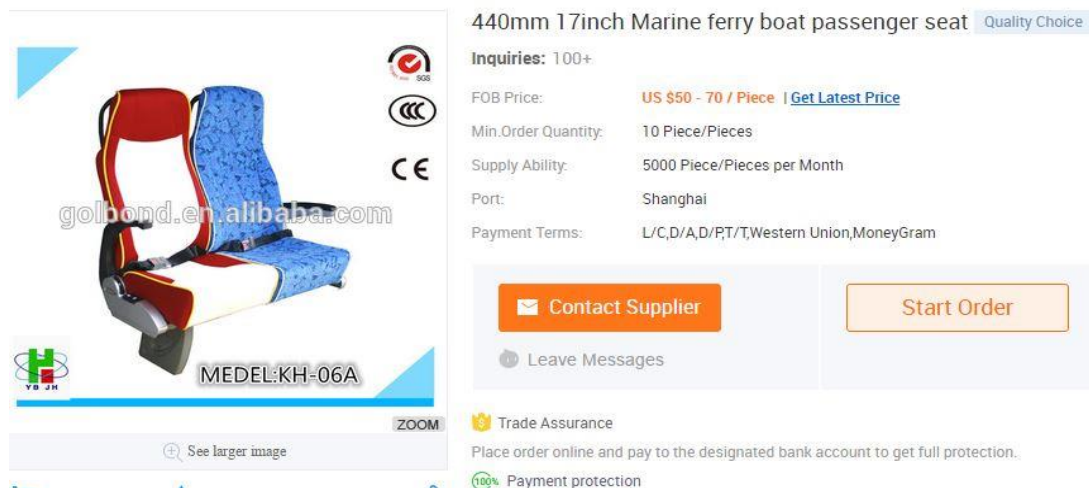 440mm 17inch Marine ferry boat passenger seat Quality Choice
Inquiries: 100+
FOB Price: US $50 - 70 / Piece | Get Latest Price
Min.Order Quantity: 10 Piece/Pieces
Supply Ability: 5000 Piece/Pieces per Month
Port: Shanghai
Payment Terms: L/C,D/A,D/P,T/T,Western Union,MoneyGram
Contact Supplier
Start Order
Leave Messages
Trade Assurance
Place order online and pay to the designated bank account to get full protection.
100% Payment protection
SGS
CCC
CE
golbond.en.alibaba.com
YB JH
MEDEL:KH-06A
ZOOM
See larger image